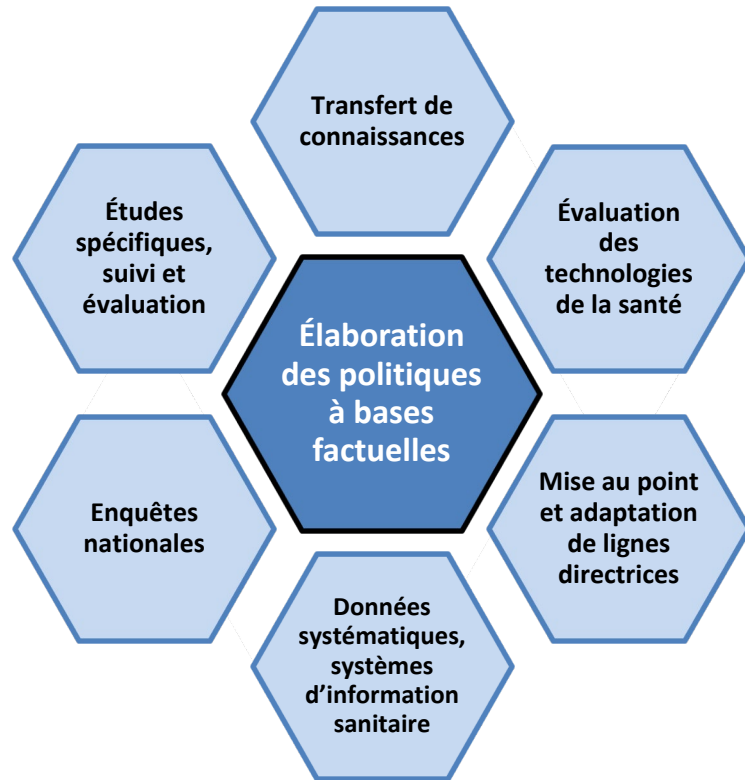 Transfert de
connaissances
Études
spécifiques,
suivi et
évaluation
Évaluation
des
technologies
de la santé
Élaboration
des politiques
à bases
factuelles
Enquêtes
nationales
Mise au point
et adaptation
de lignes
directrices
Données
systématiques,
systèmes
d’information
sanitaire